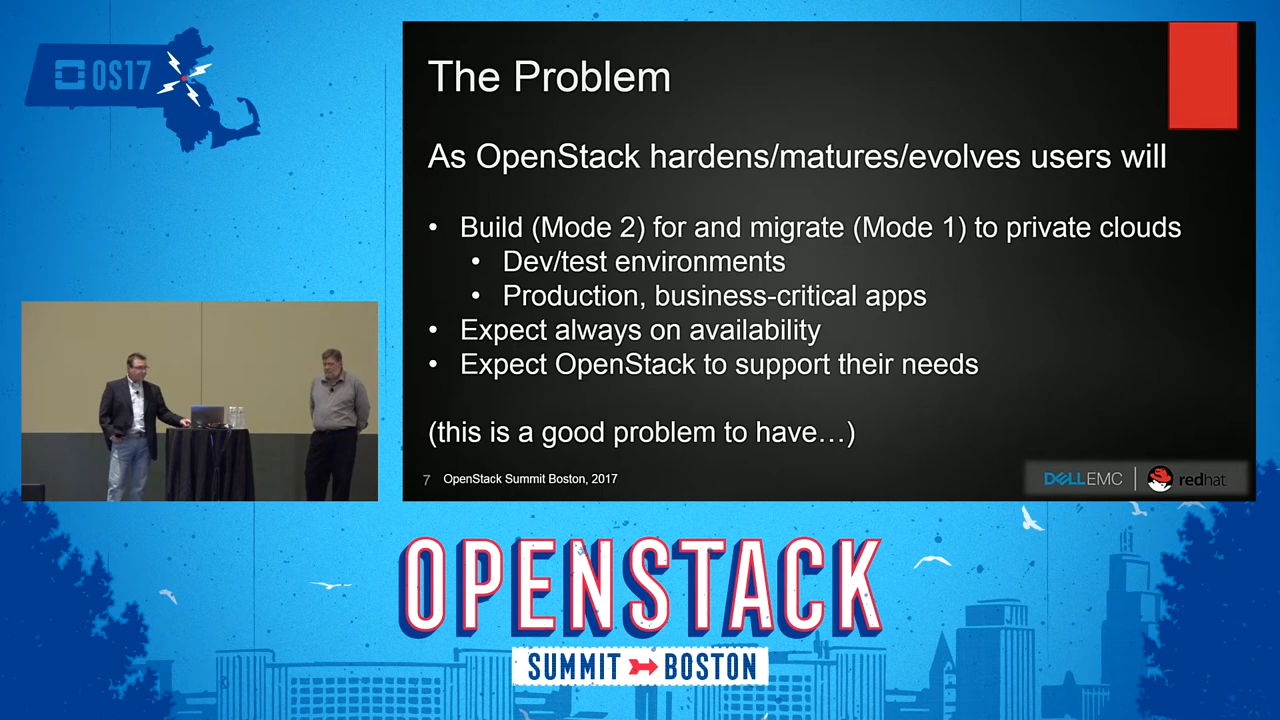 OS17
The Problem
As OpenStack hardens/matures/evolves users will
• Build (Mode 2) for and migrate (Mode 1) to private clouds
• Dev/test environments
• Production, business-critical apps
• Expect always on availability
• Expect OpenStack to support their needs
(this is a good problem to have…)
7 OpenStack Summit Boston, 2017
DELLEMC | redhat.
OPENSTACK
SUMMIT BOSTON